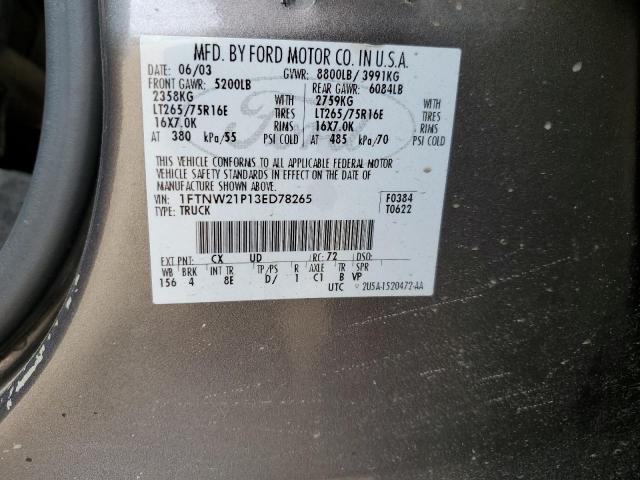 MFD. BY FORD MOTOR CO. IN U.S.A.
DATE: 06/03 GVWR: 8800LB/ 3991KG
FRONT GAWR: 5200LB REAR GAWR: 6084LB
2358KG WITH 2759KG WITH
LT265/75R16E TIRES LT265/75R16E TIRES
16X7.0K RIMS 16X7.0K RIMS
AT 380 kPa/55 PSI COLD AT 485 kPa/70 PSI COLD
THIS VEHICLE CONFORMS TO ALL APPLICABLE FEDERAL MOTOR
VEHICLE SAFETY STANDARDS IN EFFECT ON THE DATE OF
MANUFACTURE SHOWN ABOVE.
VIN: 1FTNW21P13ED78265 F0384
TYPE: TRUCK T0622
EXT PNT: CX UD RC: 72 DSO:
WB BRK INT TR TP/PS R AXLE TR SPR
156 4 8E D/ 1 C1 B VP
UTC 2U5A-1520472-AA
Ford